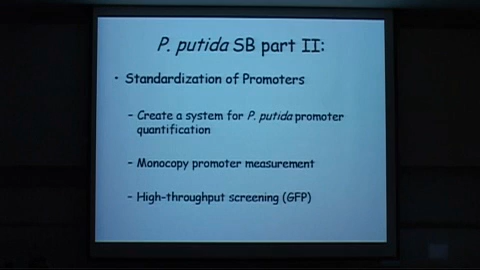 P. putida SB part II:
• Standardization of Promoters
– Create a system for P. putida promoter
quantification
– Monocopy promoter measurement
– High-throughput screening (GFP)